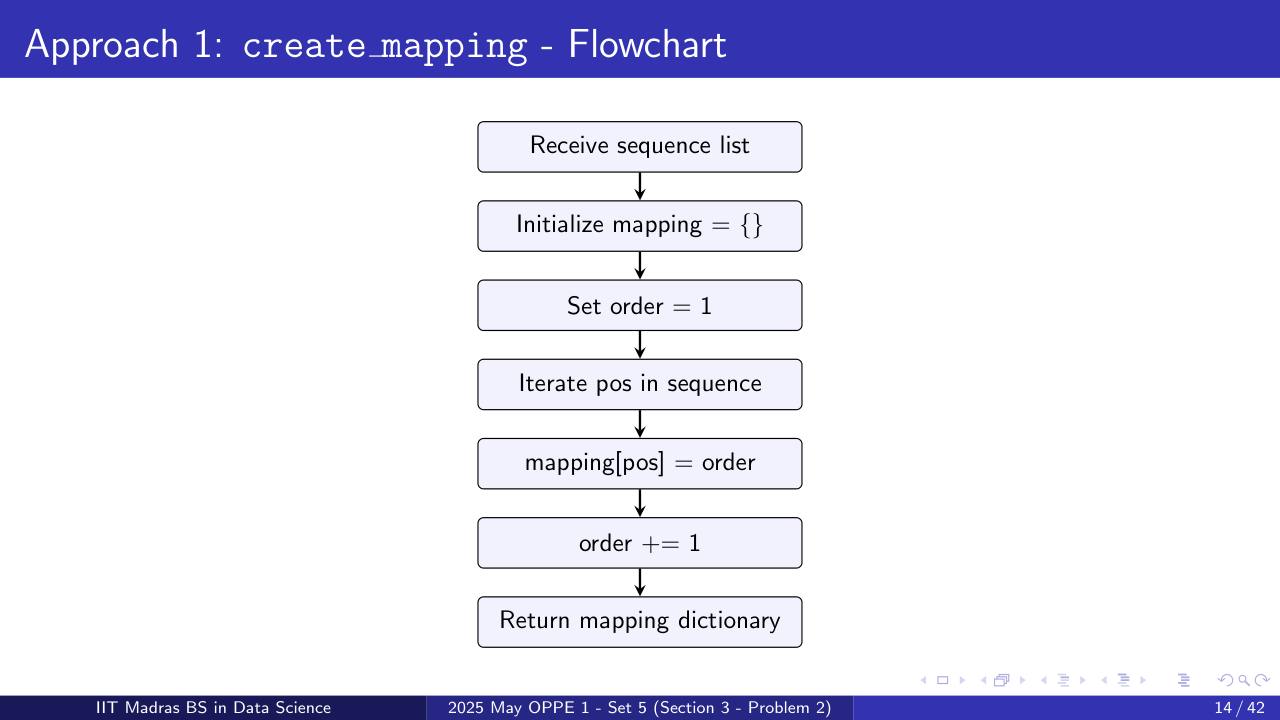 Approach 1: create_mapping - Flowchart
Receive sequence list
Initialize mapping = {}
Set order = 1
Iterate pos in sequence
mapping[pos] = order
order += 1
Return mapping dictionary
IIT Madras BS in Data Science
2025 May OPPE 1 - Set 5 (Section 3 - Problem 2)
14 / 42